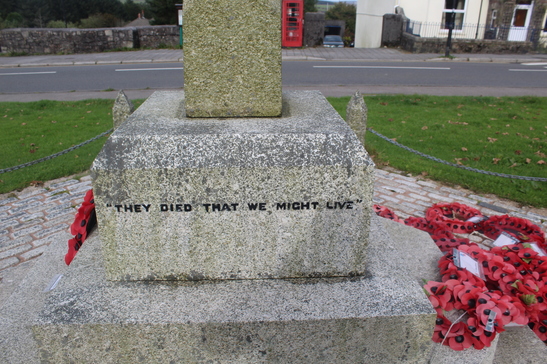 "THEY DIED THAT WE, MIGHT LIVE"